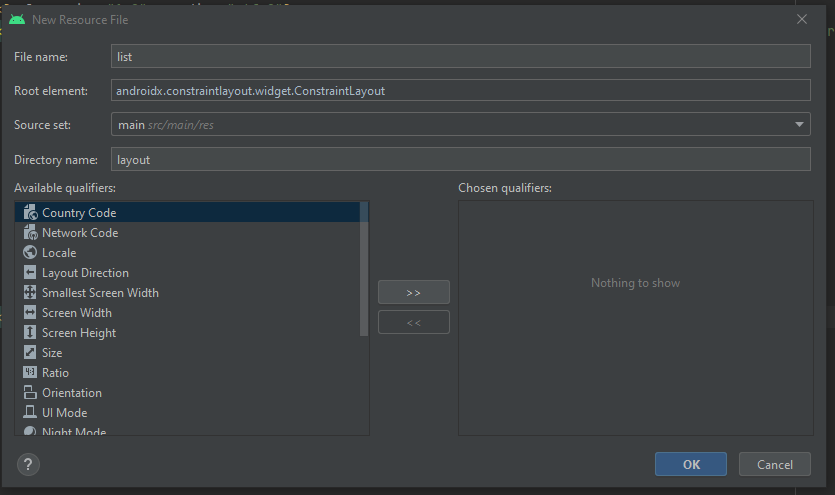 New Resource File
File name: list
Root element: androidx.constraintlayout.widget.ConstraintLayout
Source set: main src/main/res
Directory name: layout
Available qualifiers:
Chosen qualifiers:
Country Code
Network Code
Locale
Layout Direction
Smallest Screen Width
Screen Width
Screen Height
Size
Ratio
Orientation
UI Mode
Night Mode
>>
<<
Nothing to show
?
OK
Cancel